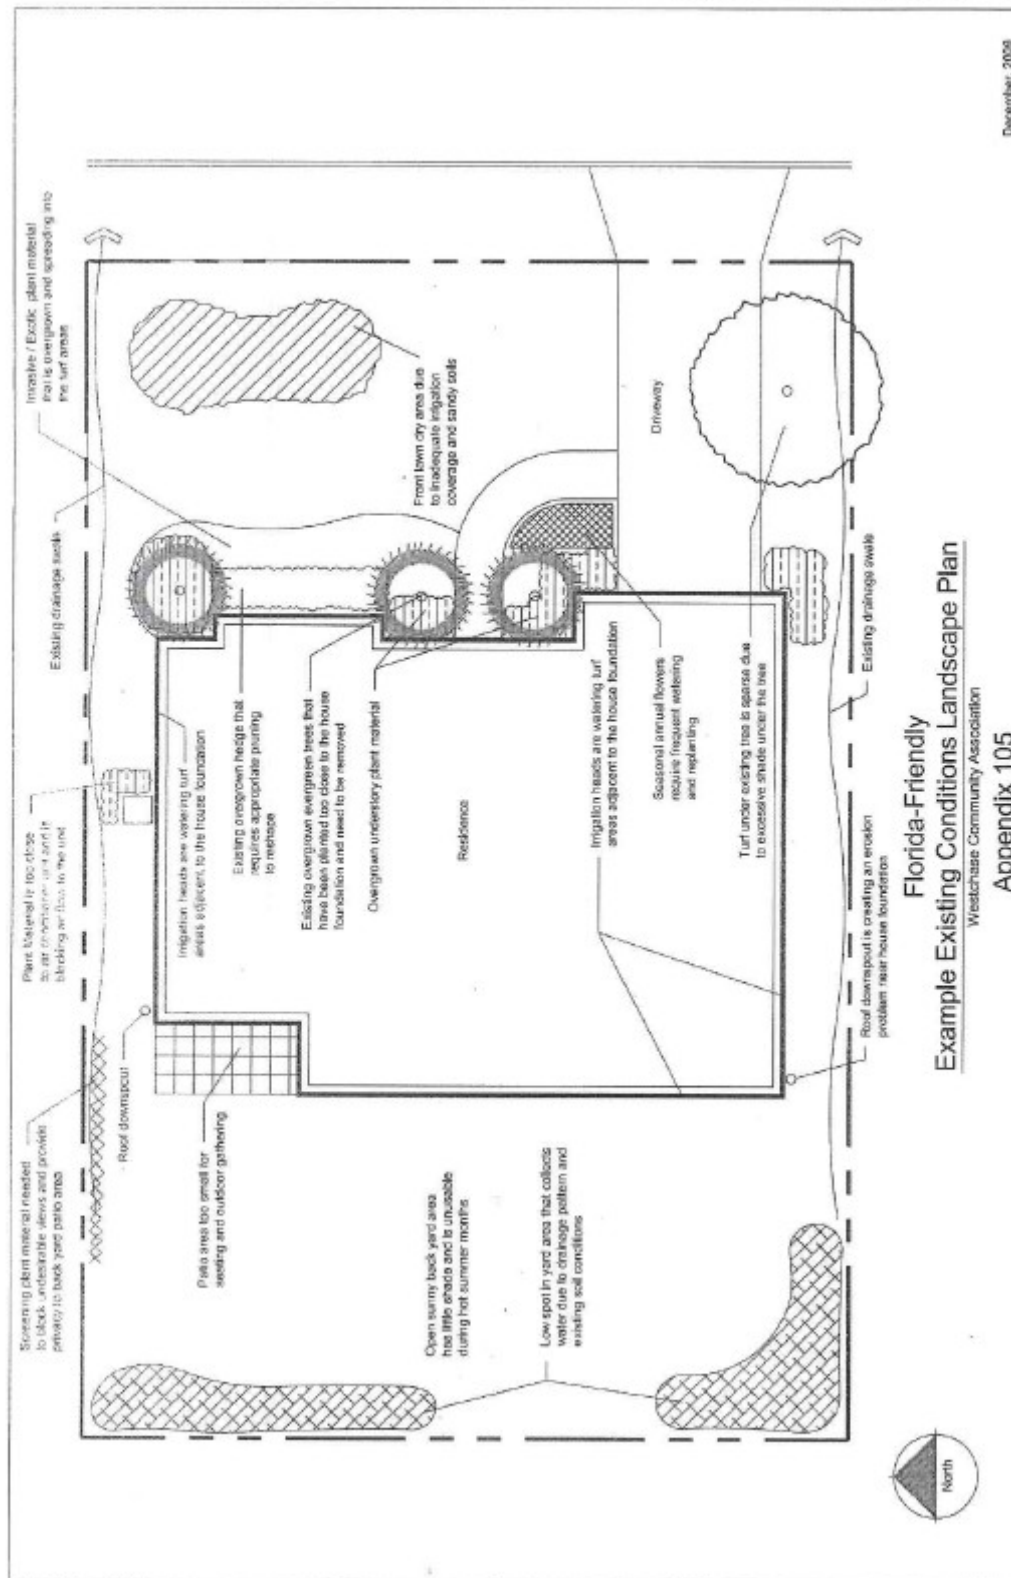 Screening plant material needed
to block undesirable views and provide
privacy to back yard patio area
Plant Material is too close
to air conditioner unit and is
blocking air flow to the unit
Existing drainage swale
Invasive / Exotic plant material
that is overgrown and spreading into
the turf areas
Roof downspout
Irrigation heads are watering turf
areas adjacent to the house foundation
Patio area too small for
seating and outdoor gathering
Existing overgrown hedge that
requires appropriate pruning
to reshape
Existing overgrown evergreen trees that
have been planted too close to the house
foundation and need to be removed
Overgrown understory plant material
Front lawn dry area due
to inadequate irrigation
coverage and sandy soils
Open sunny back yard area
has little shade and is unusable
during hot summer months
Residence
Low spot in yard area that collects
water due to drainage pattern and
existing soil conditions
Irrigation heads are watering turf
areas adjacent to the house foundation
Seasonal annual flowers
require frequent watering
and replanting
Driveway
Turf under existing tree is sparse due
to excessive shade under the tree
Roof downspout is creating an erosion
problem near house foundation
Existing drainage swale
North
Florida-Friendly
Example Existing Conditions Landscape Plan
Westchase Community Association
Appendix 105
December, 2009